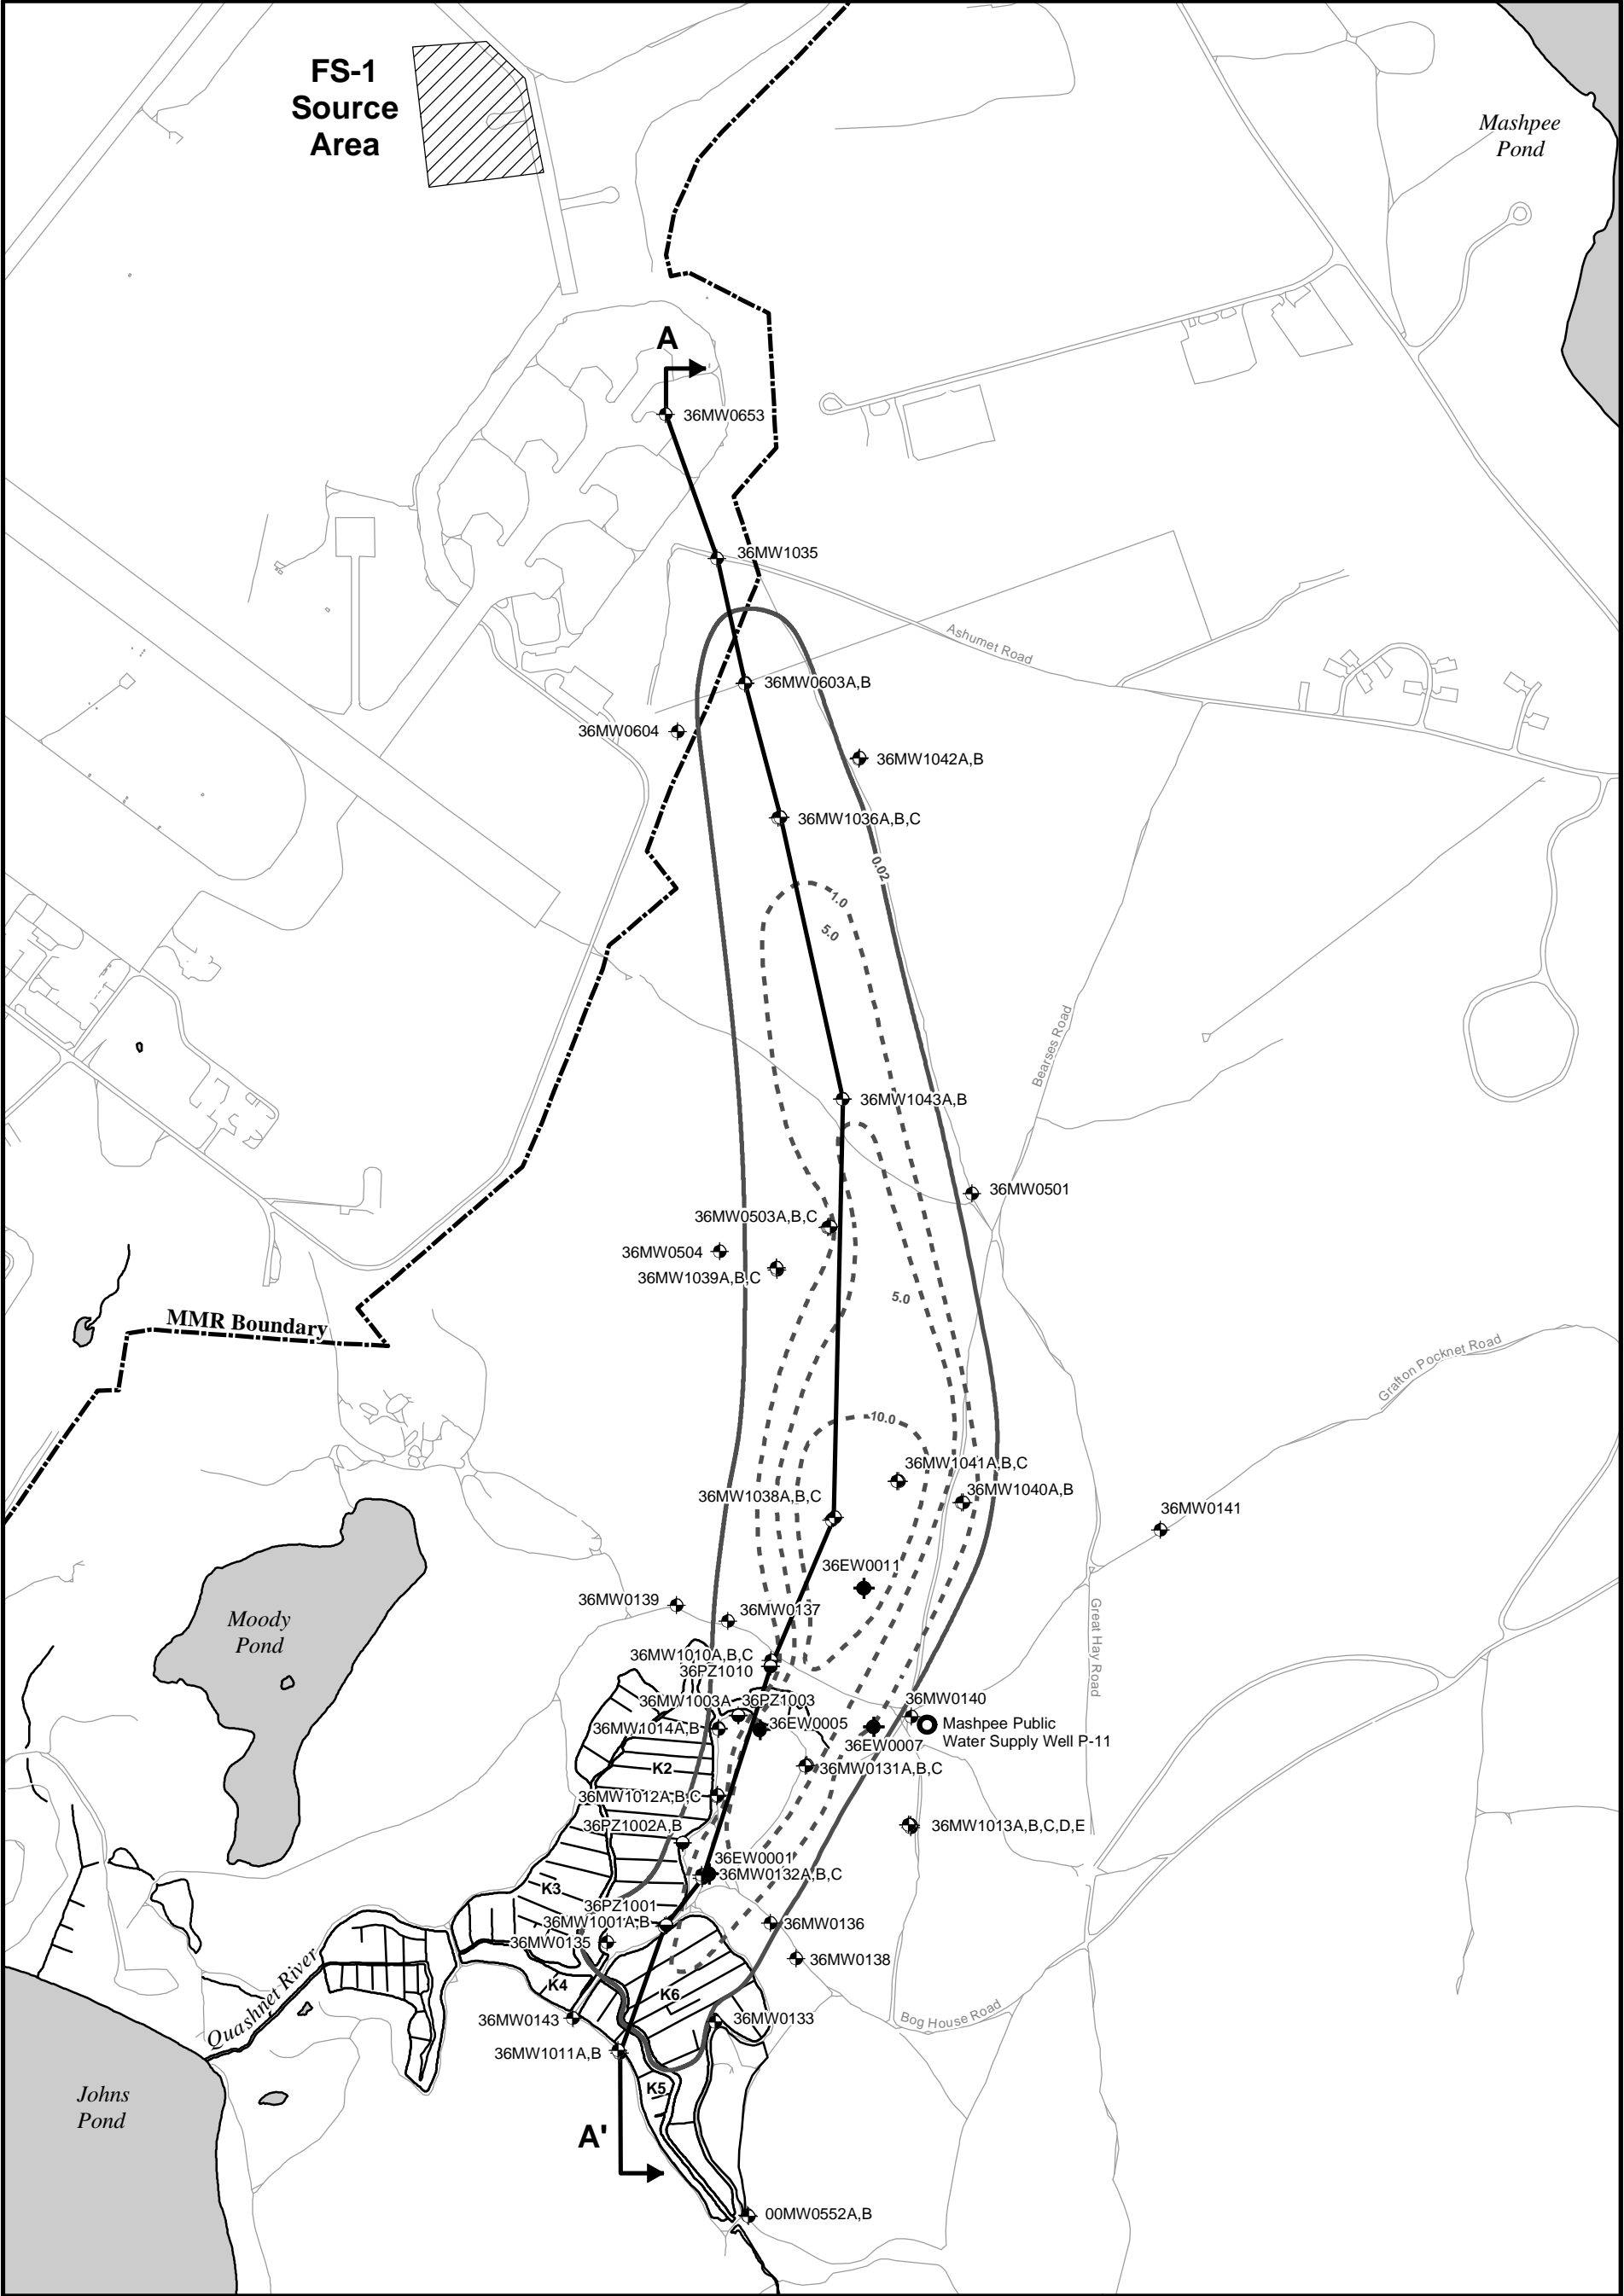 FS-1
Source
Area
Mashpee
Pond
A
36MW0653
36MW1035
Ashumet Road
36MW0603A,B
36MW0604
36MW1042A,B
36MW1036A,B,C
0.02
1.0
5.0
Bearses Road
36MW1043A,B
36MW0501
36MW0503A,B,C
36MW0504
36MW1039A,B,C
5.0
MMR Boundary
Grafton Pocknet Road
10.0
36MW1041A,B,C
36MW1040A,B
36MW1038A,B,C
36MW0141
36EW0011
36MW0139
36MW0137
Moody
Pond
Great Hay Road
36MW1010A,B,C
36PZ1010
36MW1003A
36PZ1003
36MW0140
36MW1014A,B
36EW0005
Mashpee Public
Water Supply Well P-11
36EW0007
K2
36MW0131A,B,C
36MW1012A,B,C
36PZ1002A,B
36MW1013A,B,C,D,E
36EW0001
36MW0132A,B,C
K3
36PZ1001
36MW1001A,B
36MW0136
36MW0135
36MW0138
Quashnet River
K4
K6
36MW0143
36MW0133
Bog House Road
36MW1011A,B
K5
Johns
Pond
A'
00MW0552A,B